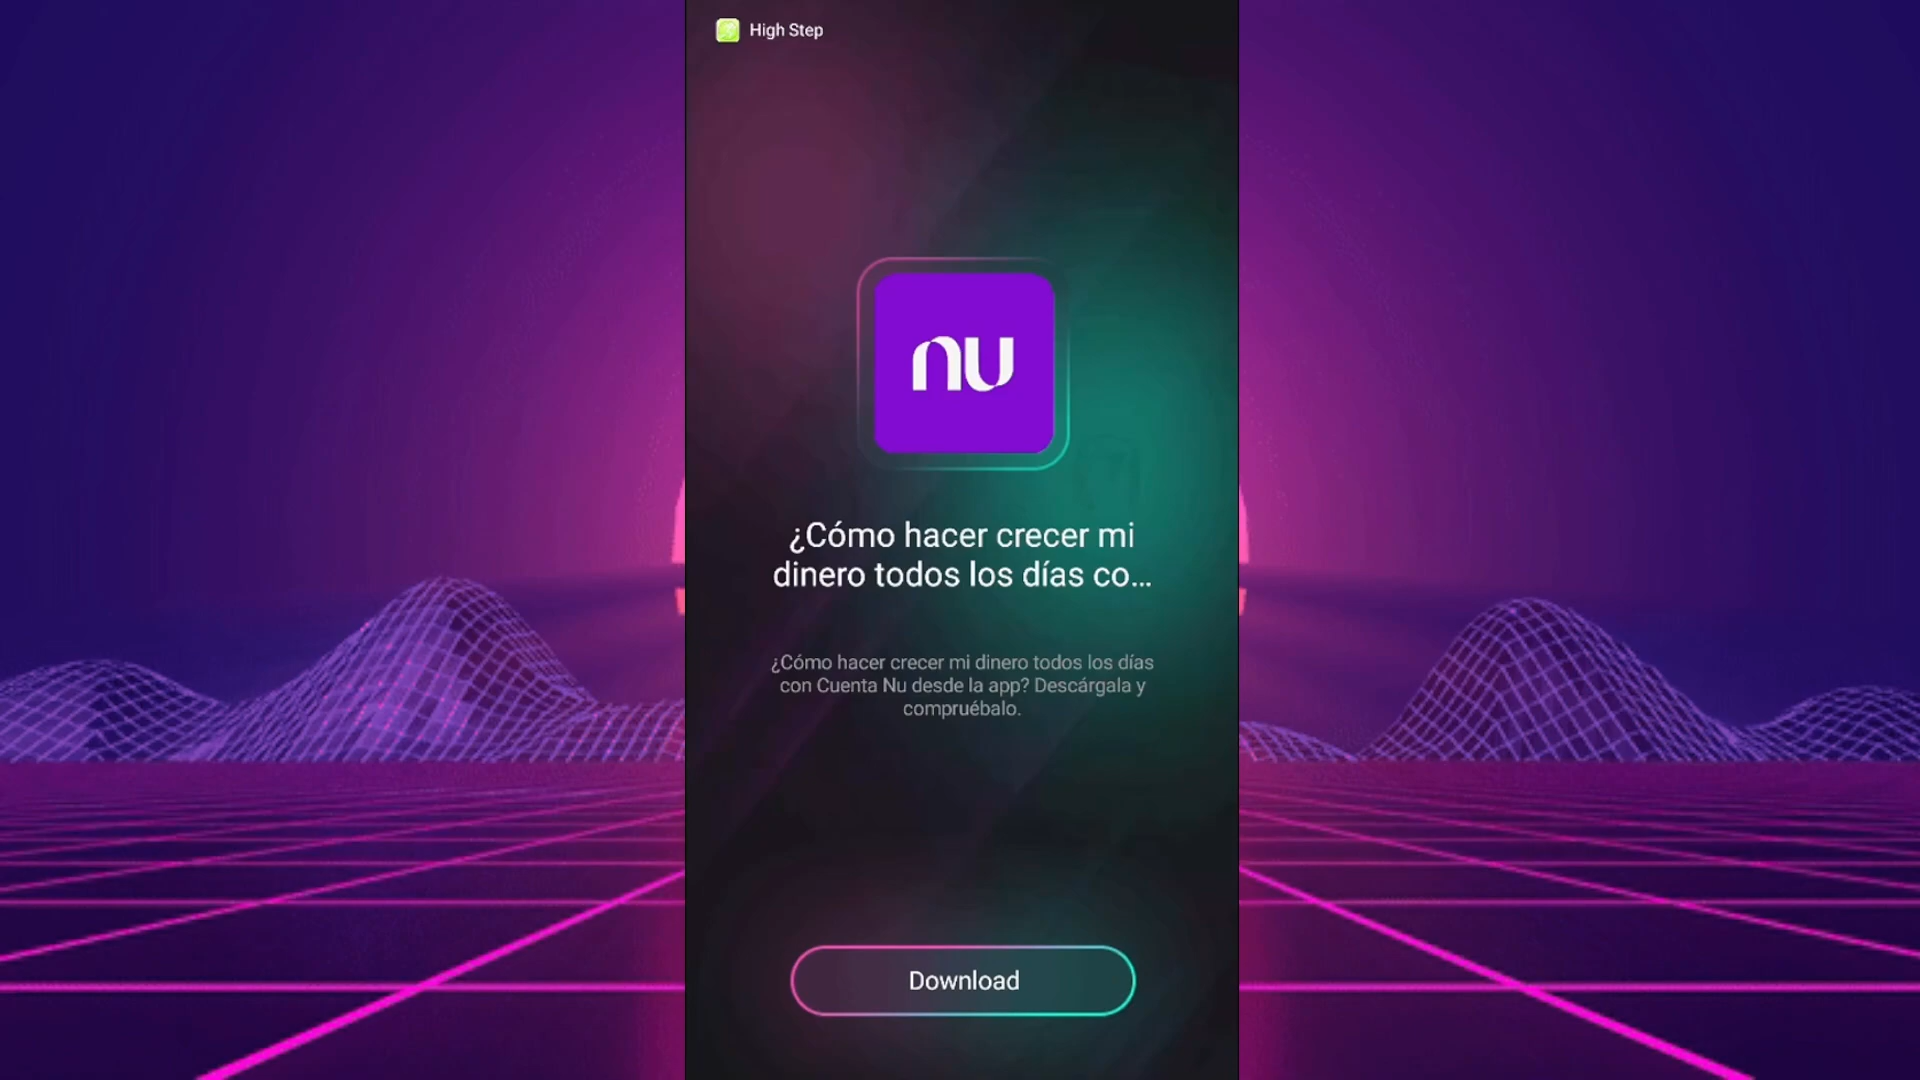 High Step
nu
¿Cómo hacer crecer mi
dinero todos los días co...
¿Cómo hacer crecer mi dinero todos los días
con Cuenta Nu desde la app? Descárgala y
compruébalo.
Download